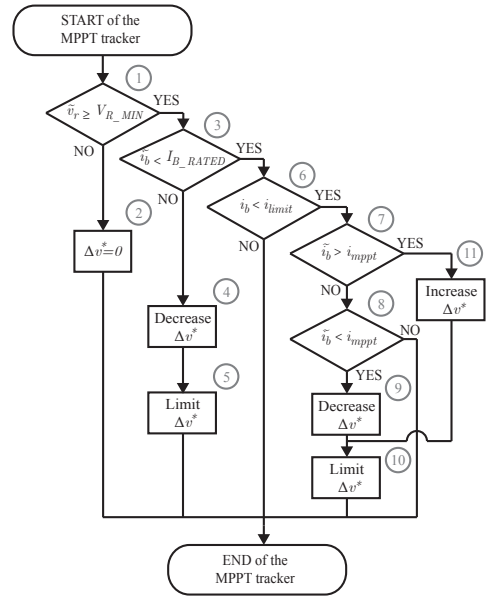 START of the
MPPT tracker
1
ṽr ≥ VR_MIN
YES
NO
2
Δv*=0
3
ĩb < IB_RATED
YES
NO
4
Decrease
Δv*
5
Limit
Δv*
6
ib < ilimit
YES
NO
7
ĩb > imppt
YES
NO
11
Increase
Δv*
8
ĩb < imppt
NO
YES
9
Decrease
Δv*
10
Limit
Δv*
END of the
MPPT tracker